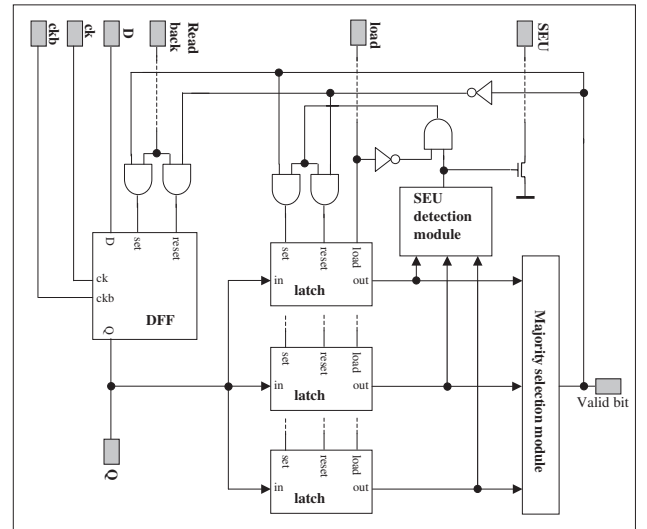 ckb
ck
D
Read
back
load
SEU
SEU
detection
module
D
set
reset
ck
ckb
DFF
Q
set
reset
load
in
out
latch
set
reset
load
in
out
latch
set
reset
load
in
out
latch
Majority selection module
Valid bit
Q